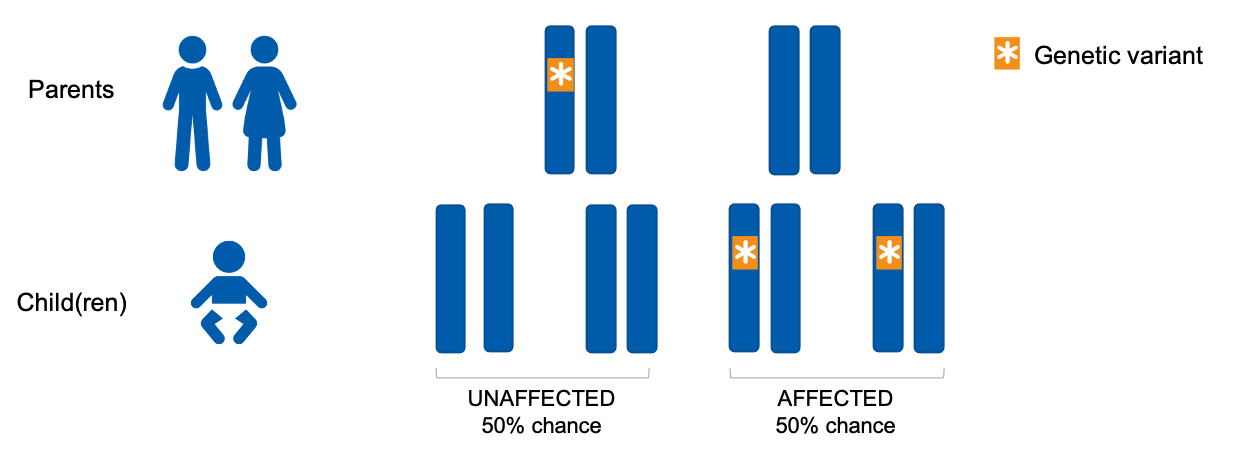 Parents
Genetic variant
Child(ren)
UNAFFECTED
50% chance
AFFECTED
50% chance